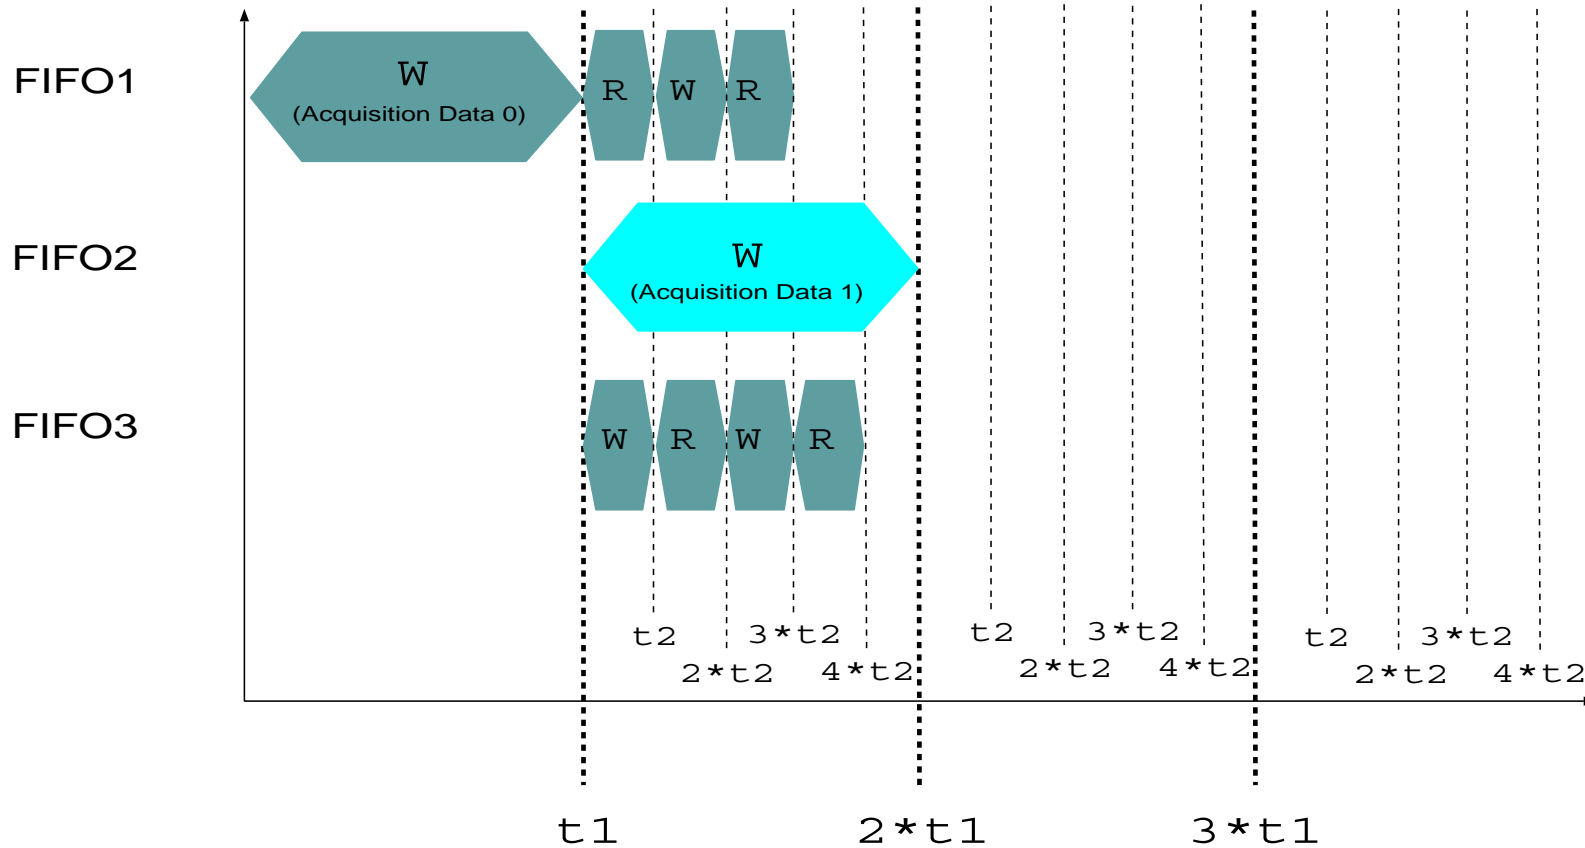 FIFO1
W
(Acquisition Data 0)
R W R
FIFO2
W
(Acquisition Data 1)
FIFO3
W R W R
t2 3*t2 t2 3*t2 t2 3*t2
2*t2 4*t2 2*t2 4*t2 2*t2 4*t2
t1 2*t1 3*t1